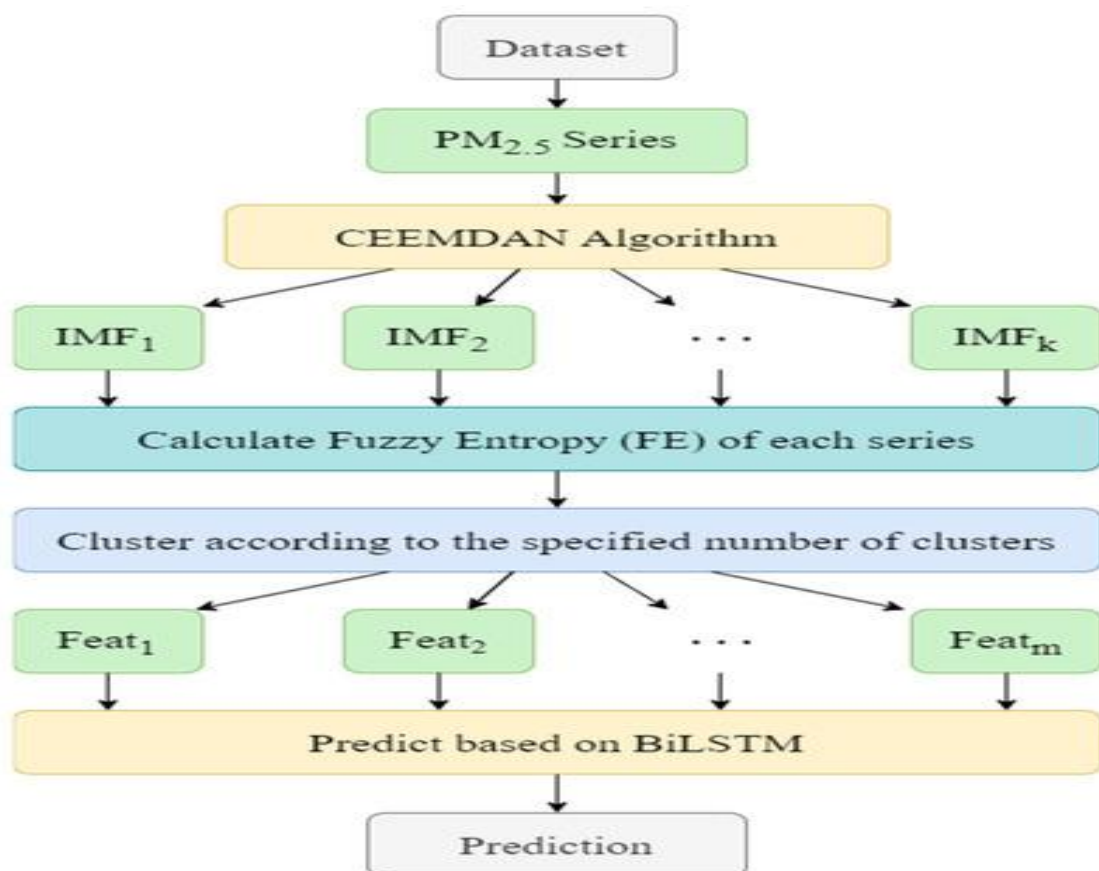 Dataset
PM₂.₅ Series
CEEMDAN Algorithm
IMF₁ IMF₂ ... IMFₖ
Calculate Fuzzy Entropy (FE) of each series
Cluster according to the specified number of clusters
Feat₁ Feat₂ ... Featₘ
Predict based on BiLSTM
Prediction